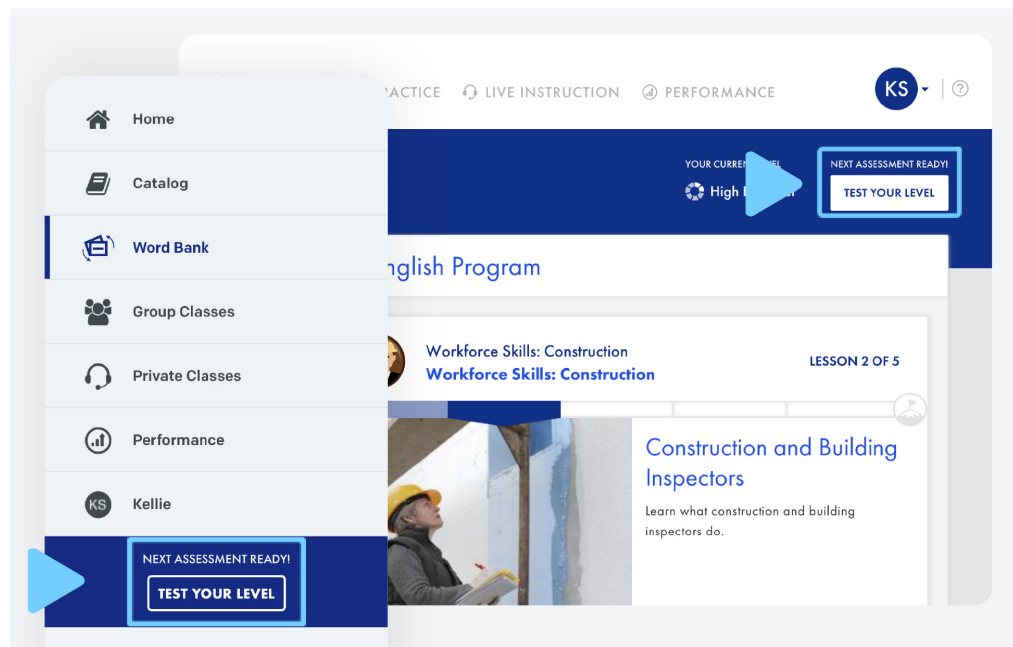 Home
Catalog
Word Bank
Group Classes
Private Classes
Performance
KS
Kellie
NEXT ASSESSMENT READY!
TEST YOUR LEVEL
LIVE INSTRUCTION
PERFORMANCE
KS
?
YOUR CURRENT
High
NEXT ASSESSMENT READY!
TEST YOUR LEVEL
nglish Program
Workforce Skills: Construction
Workforce Skills: Construction
LESSON 2 OF 5
Construction and Building
Inspectors
Learn what construction and building
inspectors do.